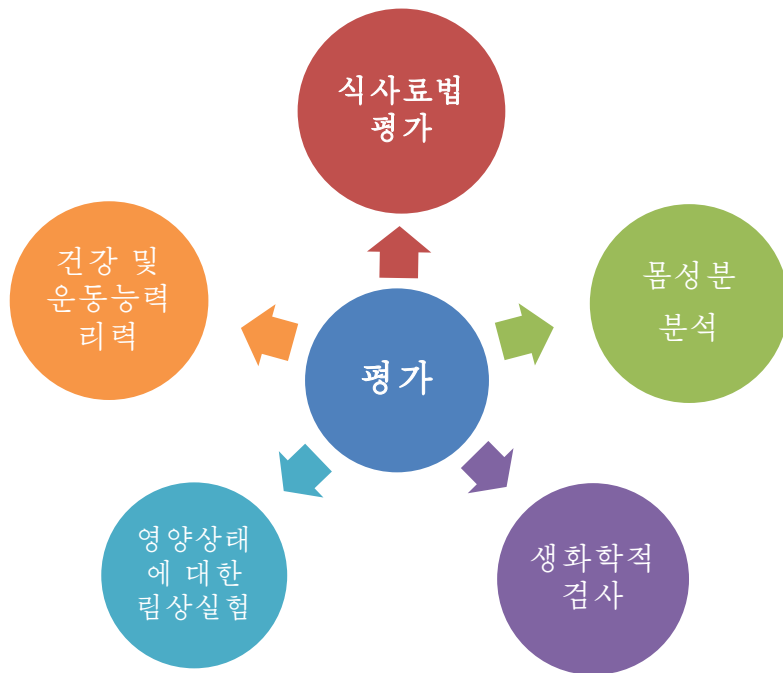 식사료법
평가
건강 및
운동능력
리력
몸성분
분석
평가
영양상태
에 대한
림상실험
생화학적
검사